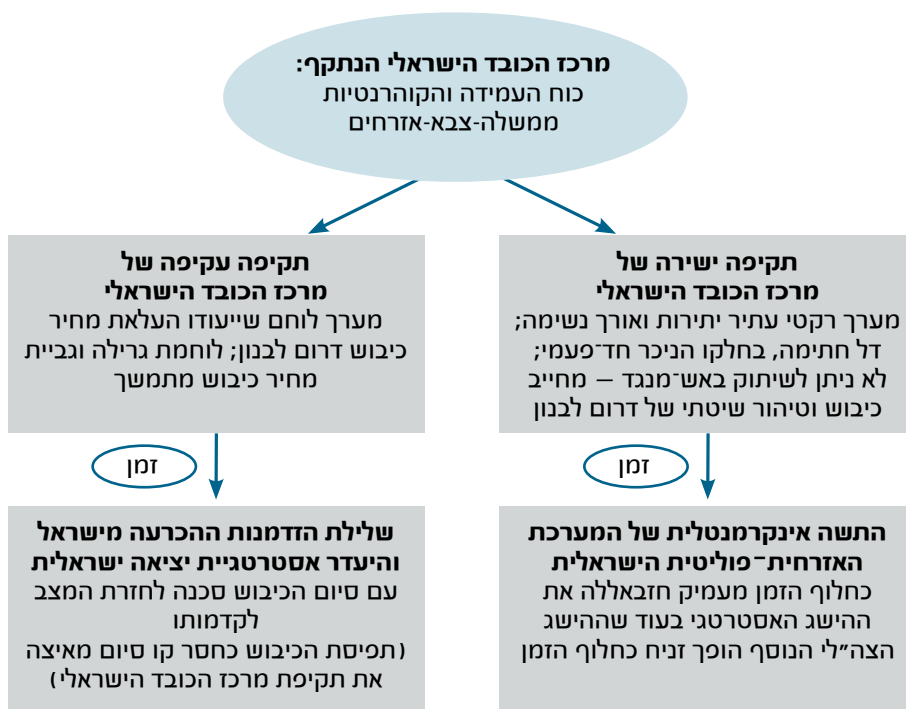 מרכז הכובד הישראלי הנתקף:
כוח העמידה והקוהרנטיות
ממשלה-צבא-אזרחים
תקיפה ישירה של
מרכז הכובד הישראלי
מערך רקטי עתיר יתירות ואורך נשימה;
דל חתימה, בחלקו הניכר חד־פעמי;
לא ניתן לשיתוק באש־מנגד — מחייב
כיבוש וטיהור שיטתי של דרום לבנון
תקיפה עקיפה של
מרכז הכובד הישראלי
מערך לוחם שייעודו העלאת מחיר
כיבוש דרום לבנון; לוחמת גרילה וגביית
מחיר כיבוש מתמשך
זמן
זמן
התשה אינקרמנטלית של המערכת
האזרחית־פוליטית הישראלית
כחלוף הזמן מעמיק חזבאללה את
ההישג האסטרטגי בעוד שההישג
הצה״לי הנוסף הופך זניח כחלוף הזמן
שלילת הזדמנות ההכרעה מישראל
והיעדר אסטרטגיית יציאה ישראלית
עם סיום הכיבוש סכנה לחזרת המצב
לקדמותו
(תפיסת הכיבוש כחסר קו סיום מאיצה
את תקיפת מרכז הכובד הישראלי)